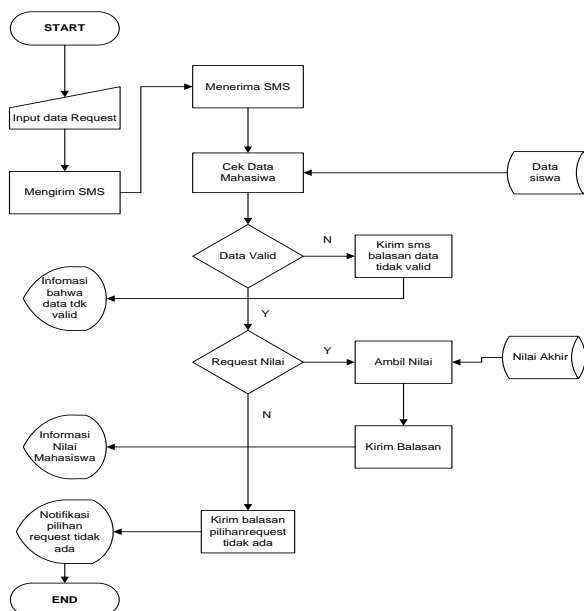 START
Input data Request
Mengirim SMS
Menerima SMS
Cek Data
Mahasiwa
Data
siswa
Data Valid
N
Kirim sms
balasan data
tidak valid
Infomasi
bahwa
data tdk
valid
Y
Request Nilai
Y
Ambil Nilai
Nilai Akhir
N
Informasi
Nilai
Mahasiswa
Kirim Balasan
Notifikasi
pilihan
request tidak
ada
Kirim balasan
pilihanrequest
tidak ada
END